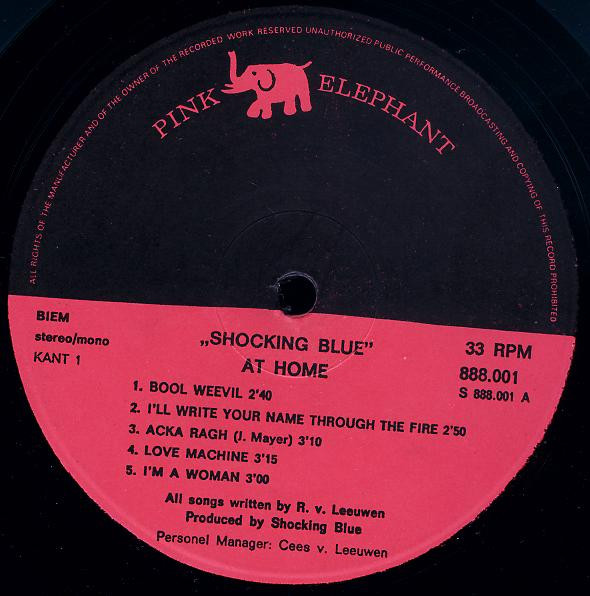 ALL RIGHTS OF THE MANUFACTURER AND OF THE OWNER OF THE RECORDED WORK RESERVED UNAUTHORIZED PUBLIC PERFORMANCE BROADCASTING AND COPYING OF THIS RECORD PROHIBITED
PINK ELEPHANT
BIEM
stereo/mono
KANT 1
„SHOCKING BLUE”
AT HOME
33 RPM
888.001
S 888.001 A
1. BOOL WEEVIL 2'40
2. I'LL WRITE YOUR NAME THROUGH THE FIRE 2'50
3. ACKA RAGH (J. Mayer) 3'10
4. LOVE MACHINE 3'15
5. I'M A WOMAN 3'00
All songs written by R. v. Leeuwen
Produced by Shocking Blue
Personel Manager: Cees v. Leeuwen